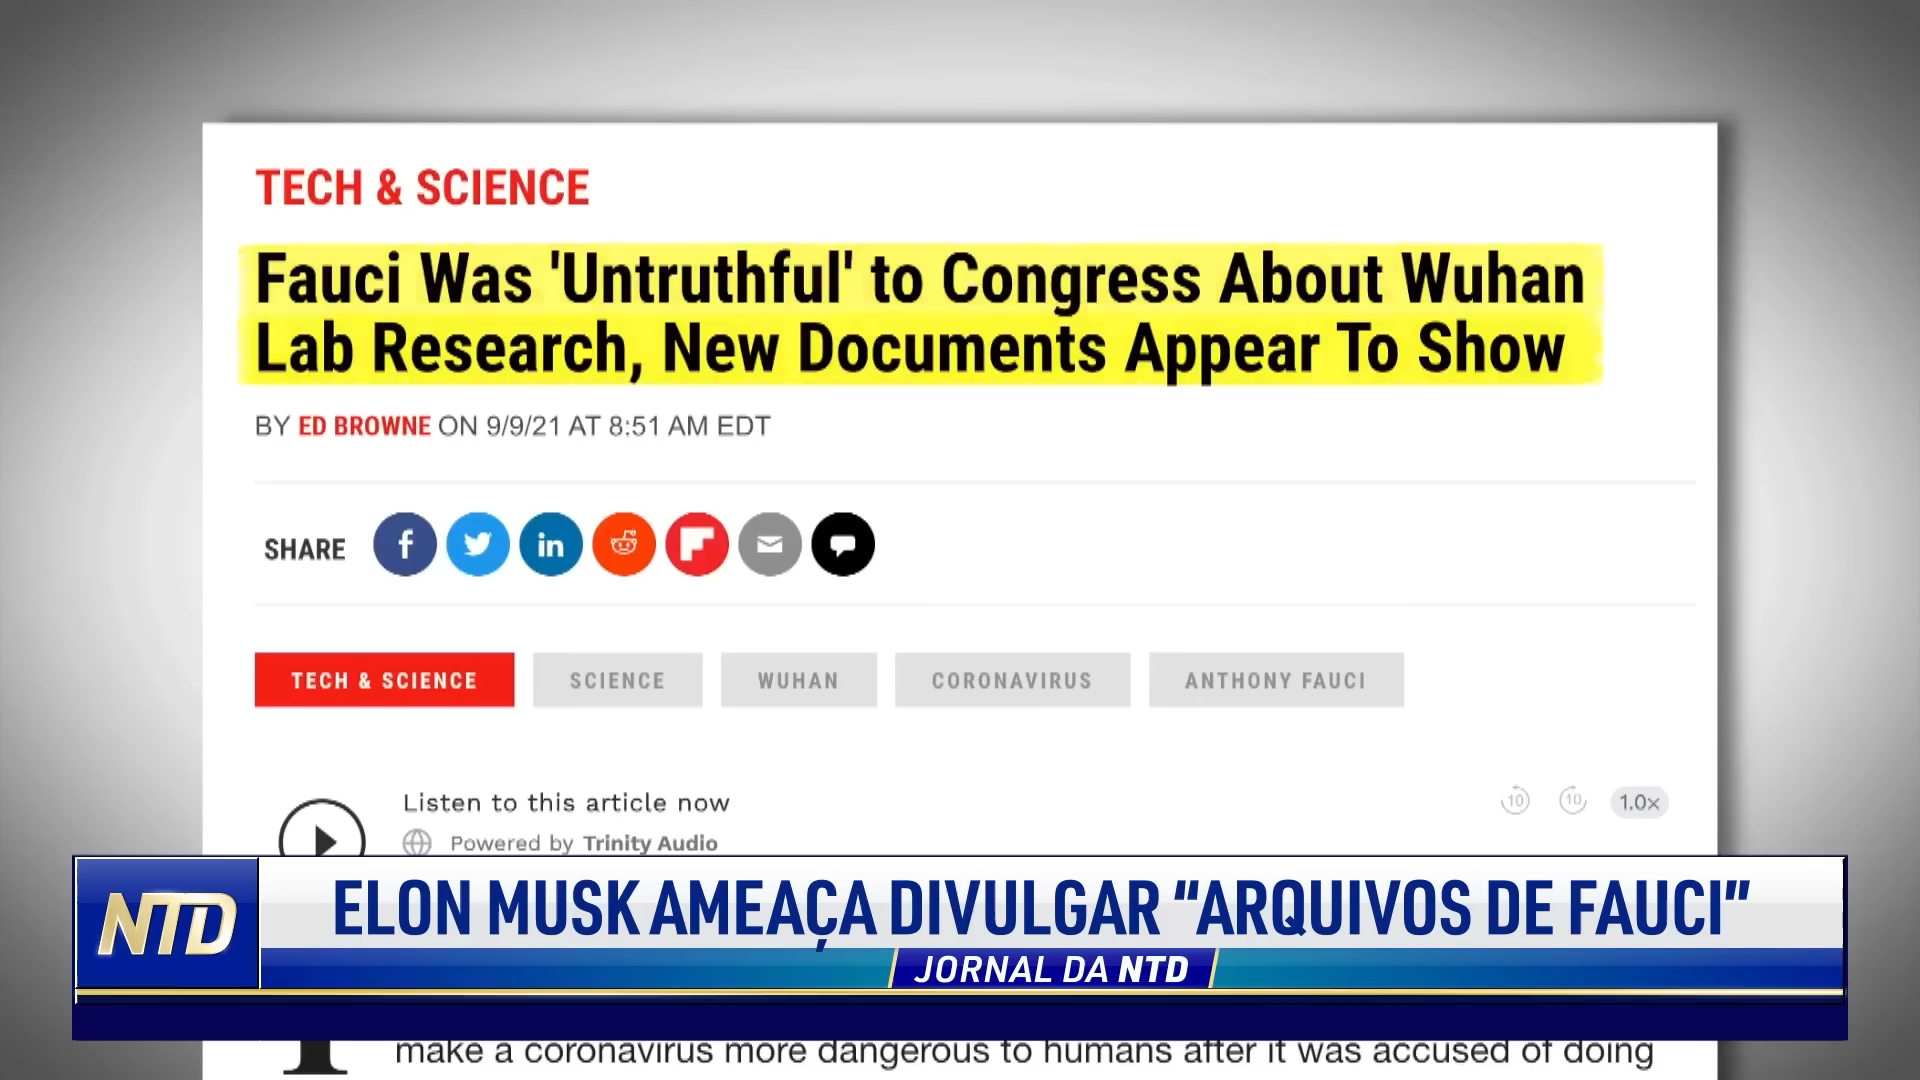 TECH & SCIENCE
Fauci Was 'Untruthful' to Congress About Wuhan
Lab Research, New Documents Appear To Show
BY ED BROWNE ON 9/9/21 AT 8:51 AM EDT
SHARE
TECH & SCIENCE
SCIENCE
WUHAN
CORONAVIRUS
ANTHONY FAUCI
Listen to this article now
10
10
1.0x
Powered by Trinity Audio
NTD
ELON MUSK AMEAÇA DIVULGAR “ARQUIVOS DE FAUCI”
JORNAL DA NTD
make a coronavirus more dangerous to humans after it was accused of doing